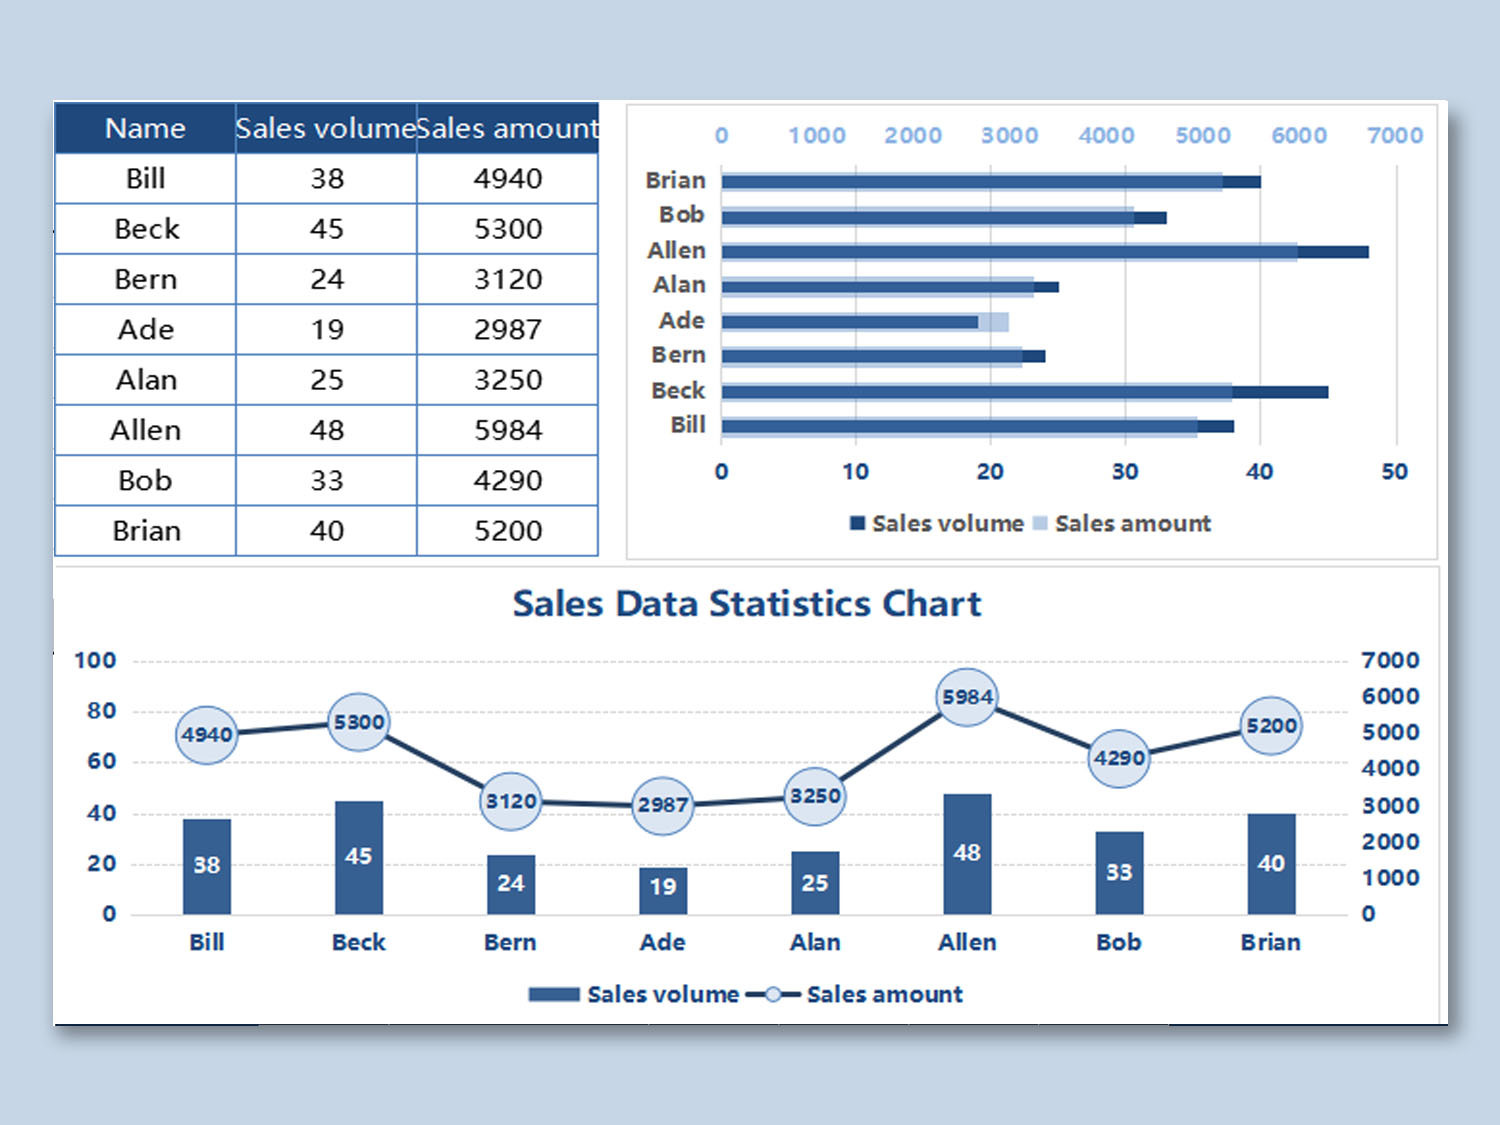 Name Sales volume Sales amount
Bill 38 4940
Beck 45 5300
Bern 24 3120
Ade 19 2987
Alan 25 3250
Allen 48 5984
Bob 33 4290
Brian 40 5200
0 1000 2000 3000 4000 5000 6000 7000
Brian
Bob
Allen
Alan
Ade
Bern
Beck
Bill
0 10 20 30 40 50
Sales volume Sales amount
Sales Data Statistics Chart
100
80
60
40
20
0
7000
6000
5000
4000
3000
2000
1000
0
4940 5300 3120 2987 3250 5984 4290 5200
38 45 24 19 25 48 33 40
Bill Beck Bern Ade Alan Allen Bob Brian
Sales volume Sales amount